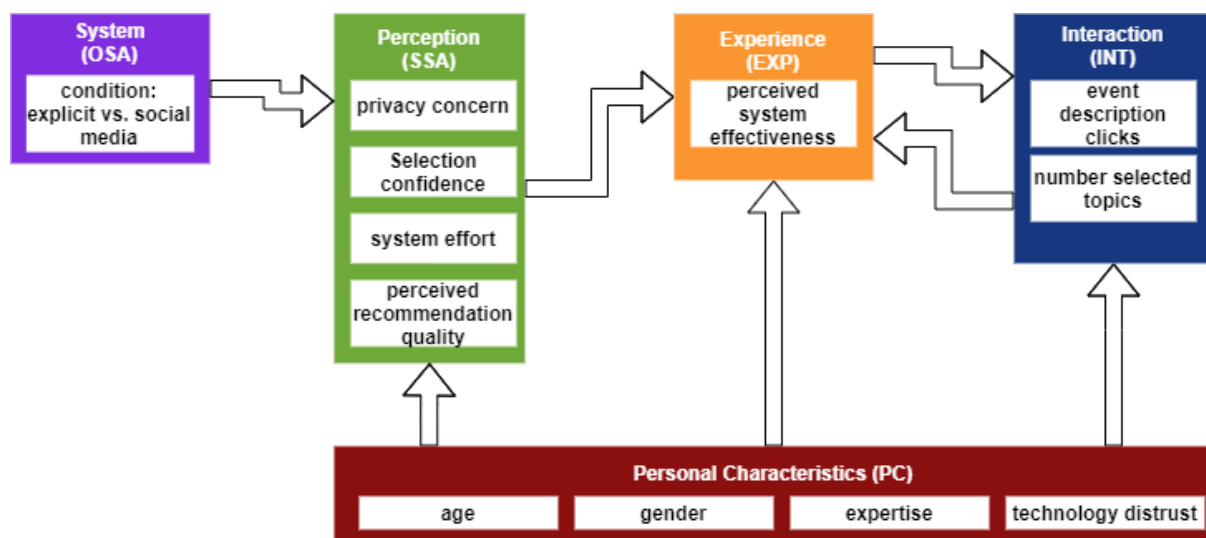 System
(OSA)
condition:
explicit vs. social
media
Perception
(SSA)
privacy concern
Selection
confidence
system effort
perceived
recommendation
quality
Experience
(EXP)
perceived
system
effectiveness
Interaction
(INT)
event
description
clicks
number selected
topics
Personal Characteristics (PC)
age
gender
expertise
technology distrust